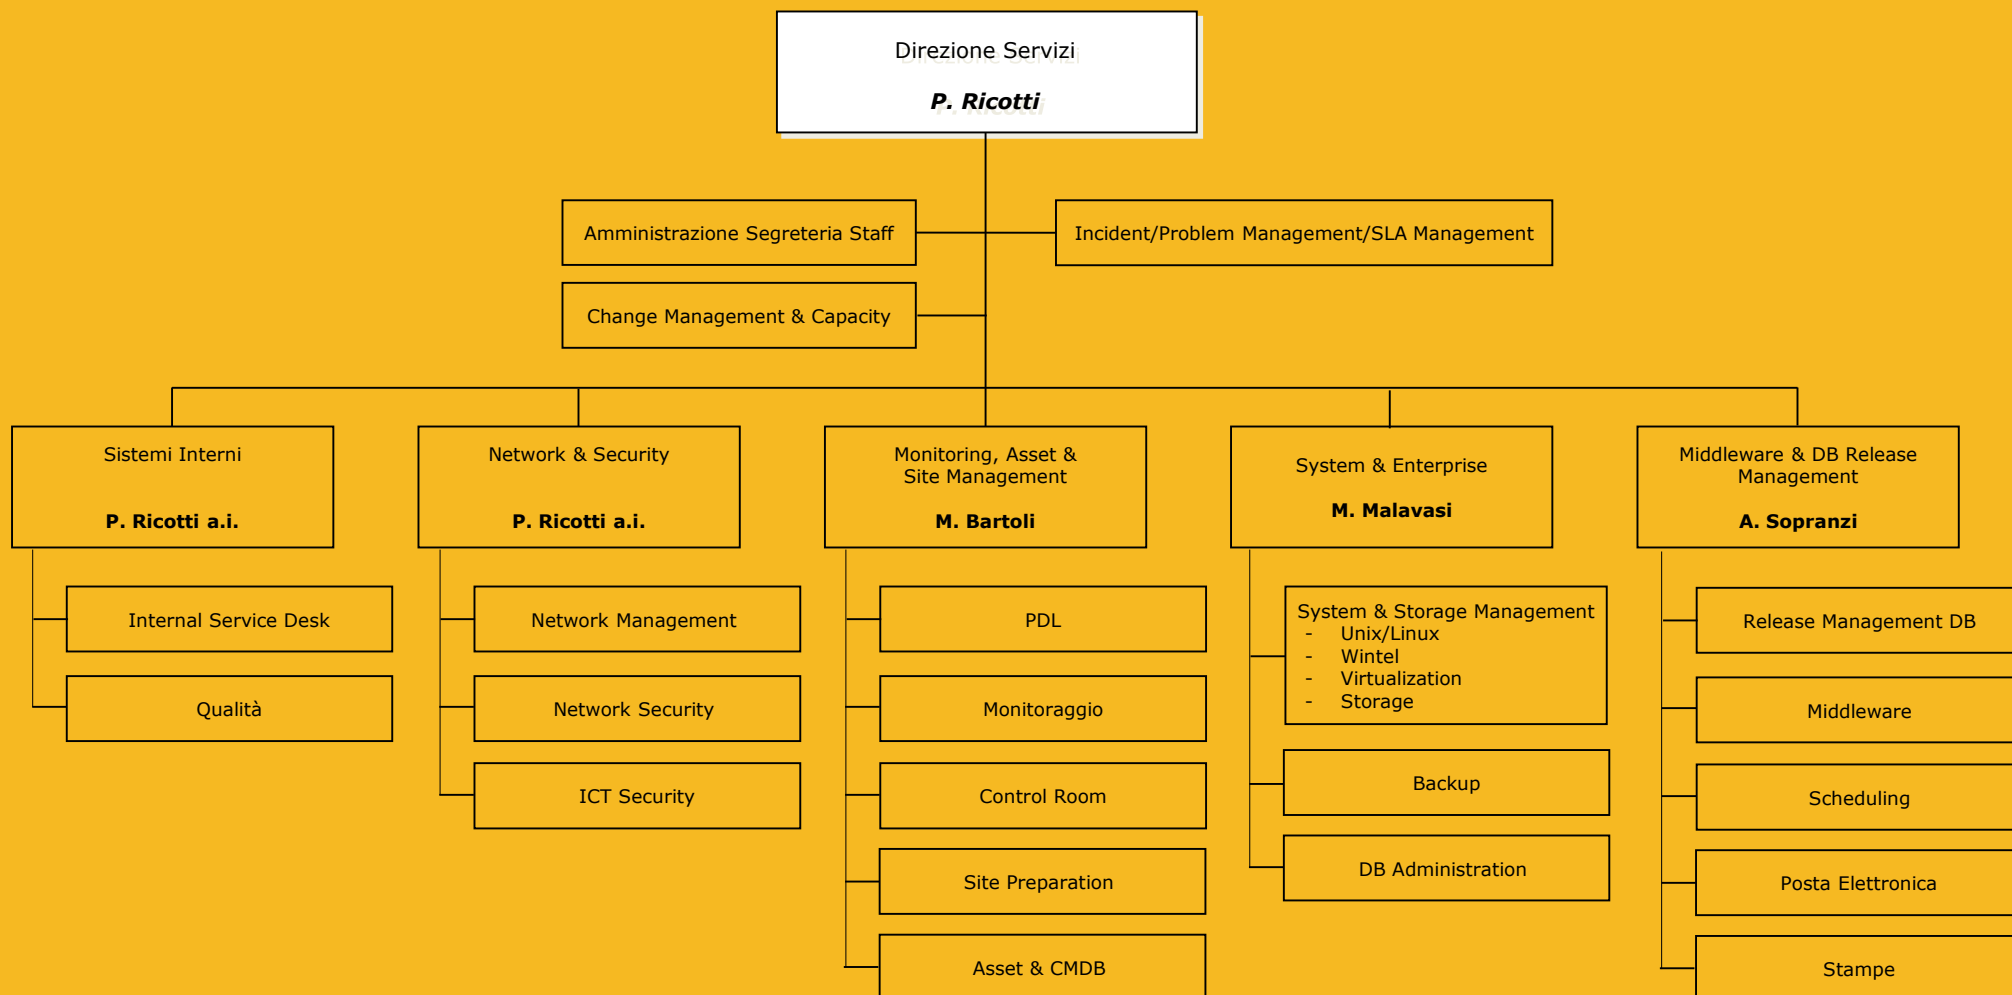 Direzione Servizi
P. Ricotti
Amministrazione Segreteria Staff
Incident/Problem Management/SLA Management
Change Management & Capacity
Sistemi Interni
P. Ricotti a.i.
Network & Security
P. Ricotti a.i.
Monitoring, Asset &
Site Management
M. Bartoli
System & Enterprise
M. Malavasi
Middleware & DB Release
Management
A. Sopranzi
Internal Service Desk
Qualità
Network Management
Network Security
ICT Security
PDL
Monitoraggio
Control Room
Site Preparation
Asset & CMDB
System & Storage Management
- Unix/Linux
- Wintel
- Virtualization
- Storage
Backup
DB Administration
Release Management DB
Middleware
Scheduling
Posta Elettronica
Stampe